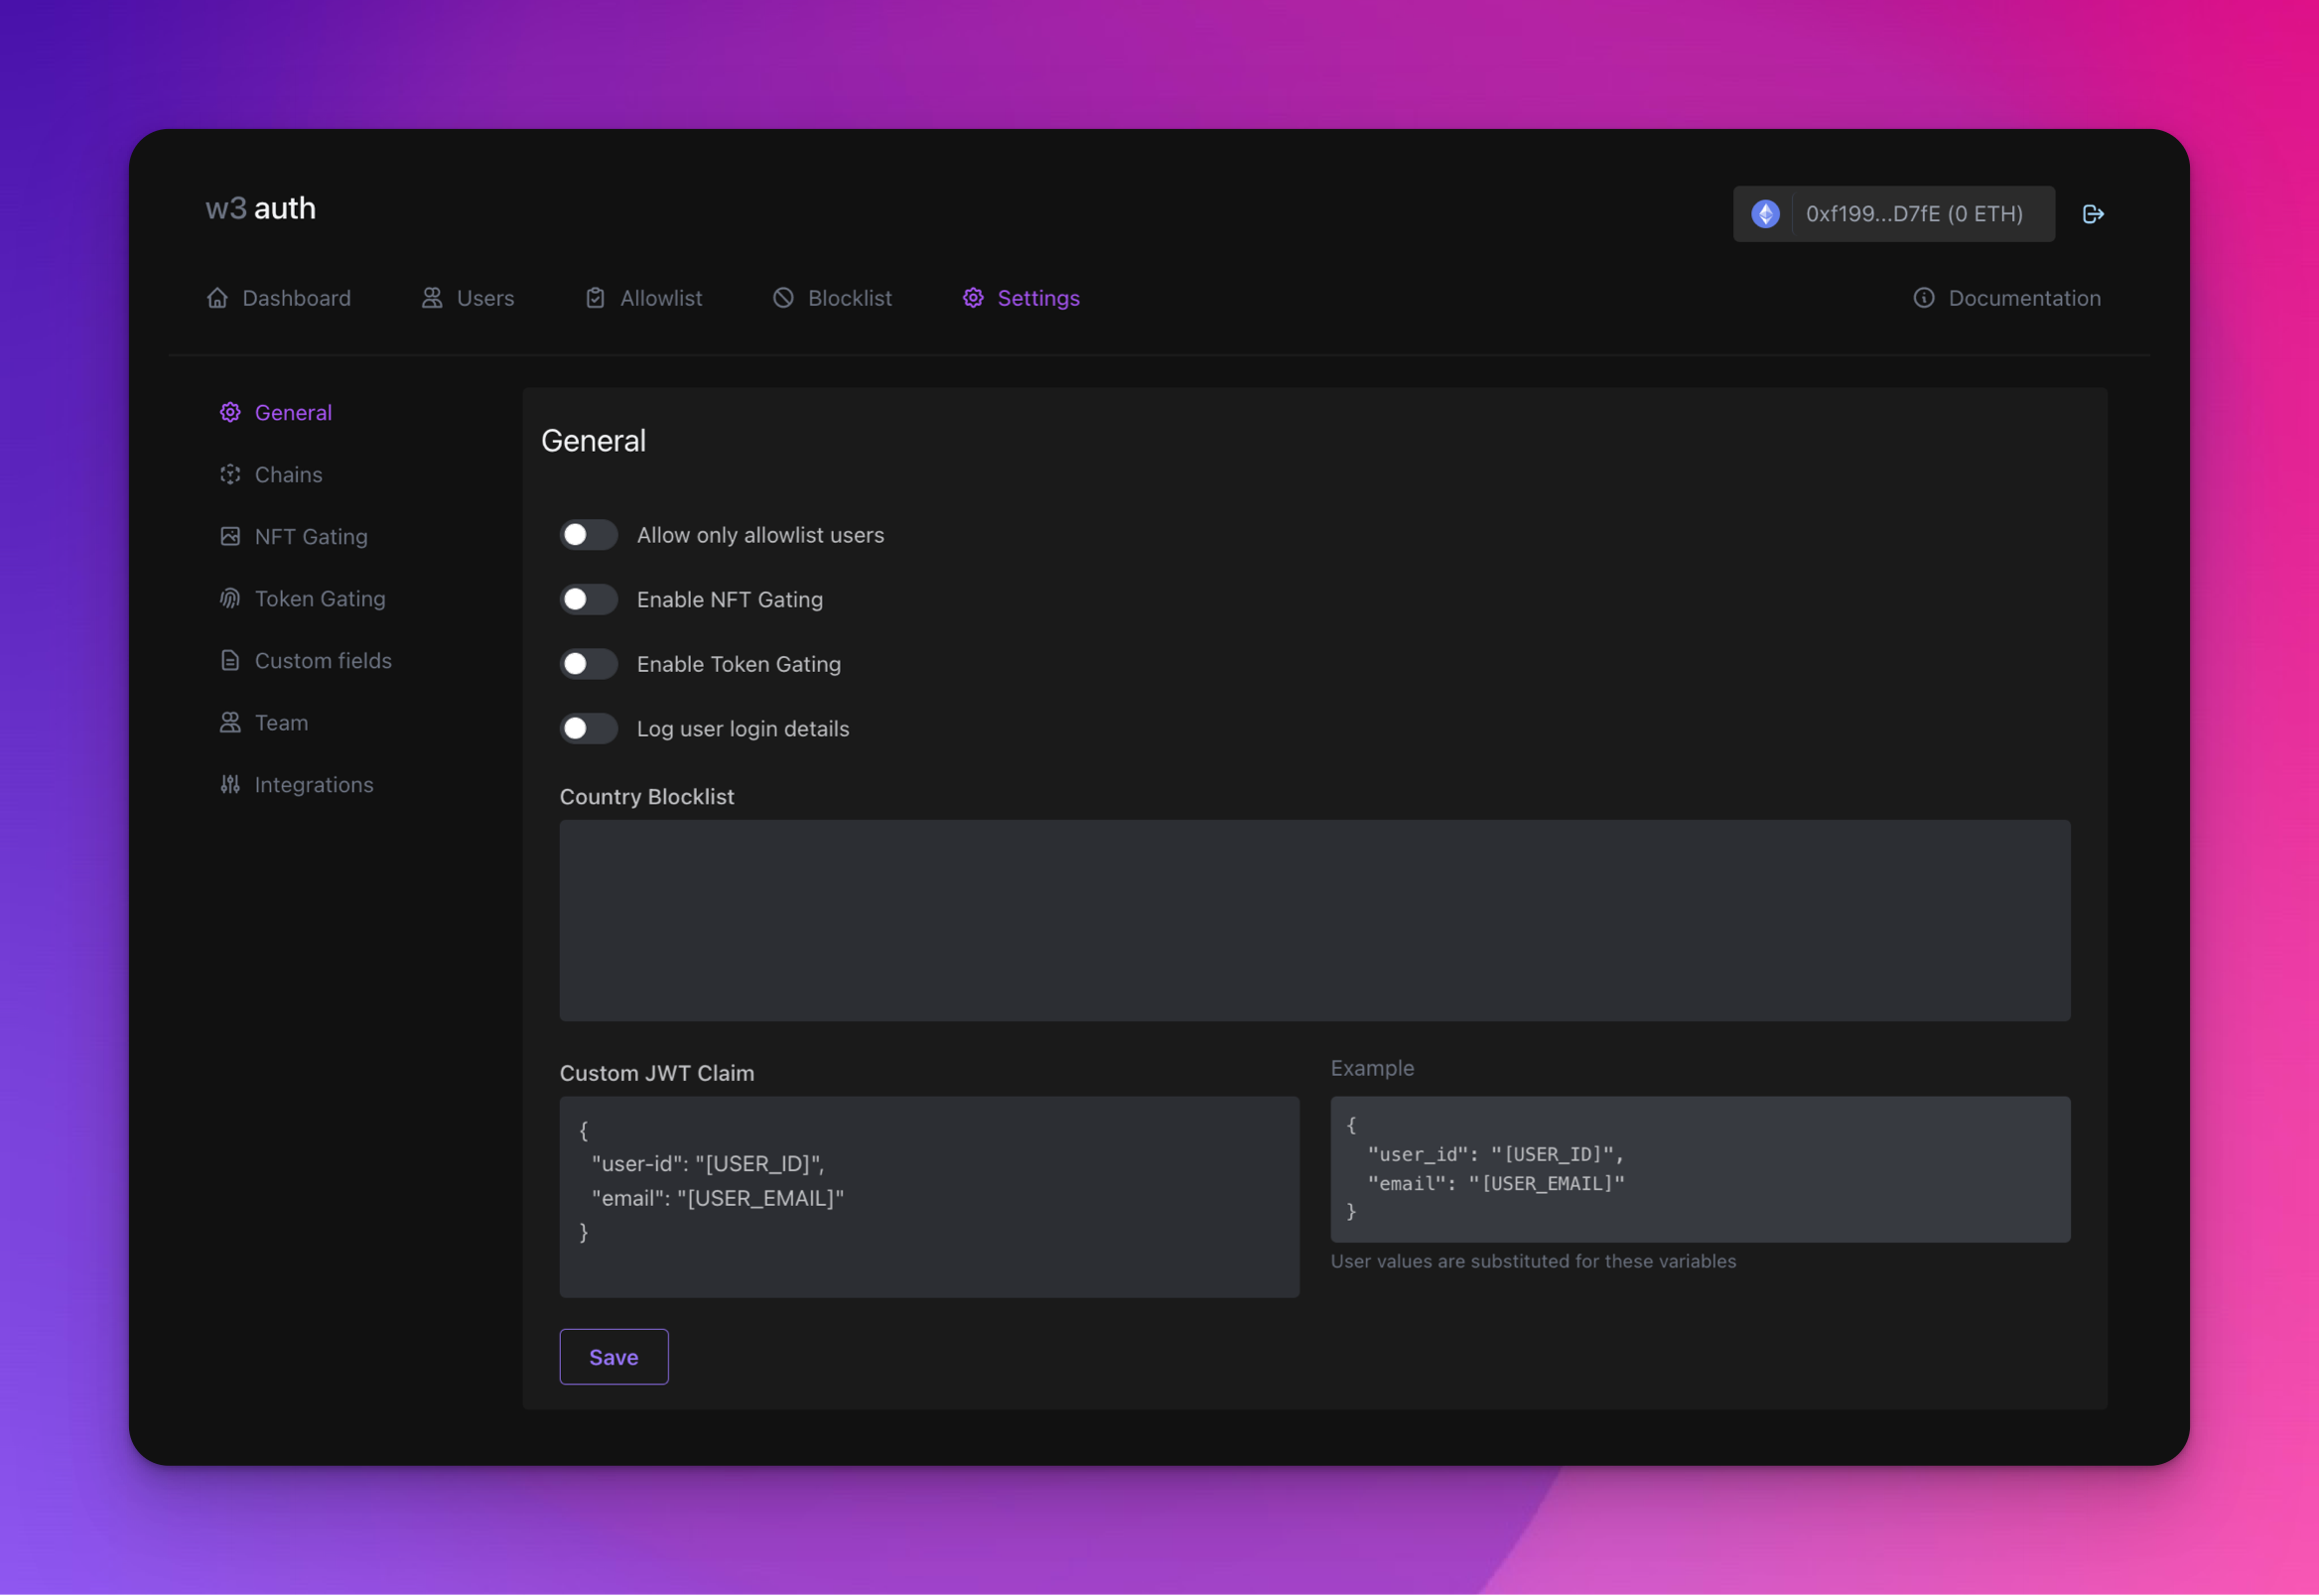 w3 auth
0xf199...D7fE (0 ETH)
Dashboard
Users
Allowlist
Blocklist
Settings
Documentation
General
Chains
NFT Gating
Token Gating
Custom fields
Team
Integrations
General
Allow only allowlist users
Enable NFT Gating
Enable Token Gating
Log user login details
Country Blocklist
Custom JWT Claim
{
"user-id": "[USER_ID]",
"email": "[USER_EMAIL]"
}
Example
{
"user_id": "[USER_ID]",
"email": "[USER_EMAIL]"
}
User values are substituted for these variables
Save